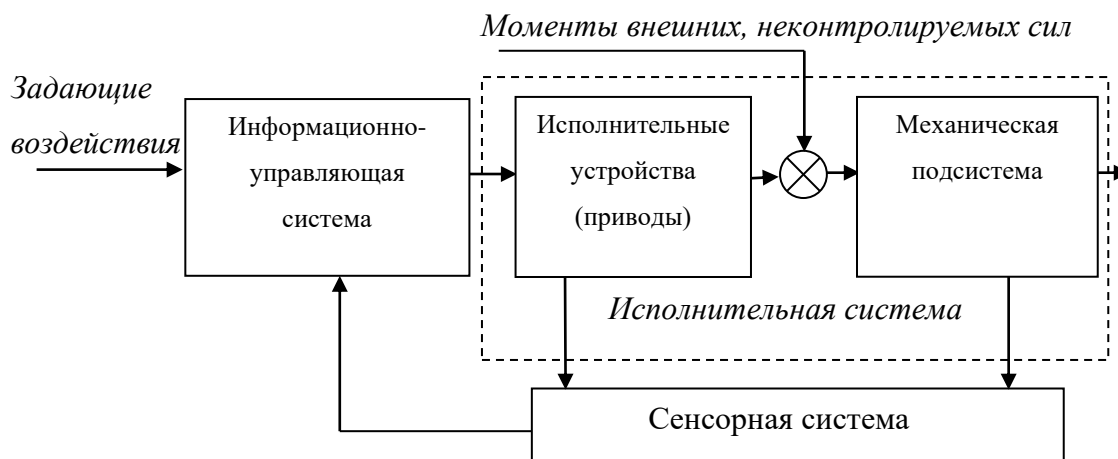 Моменты внешних, неконтролируемых сил
Задающие
воздействия
Информационно-
управляющая
система
Исполнительные
устройства
(приводы)
Механическая
подсистема
Исполнительная система
Сенсорная система